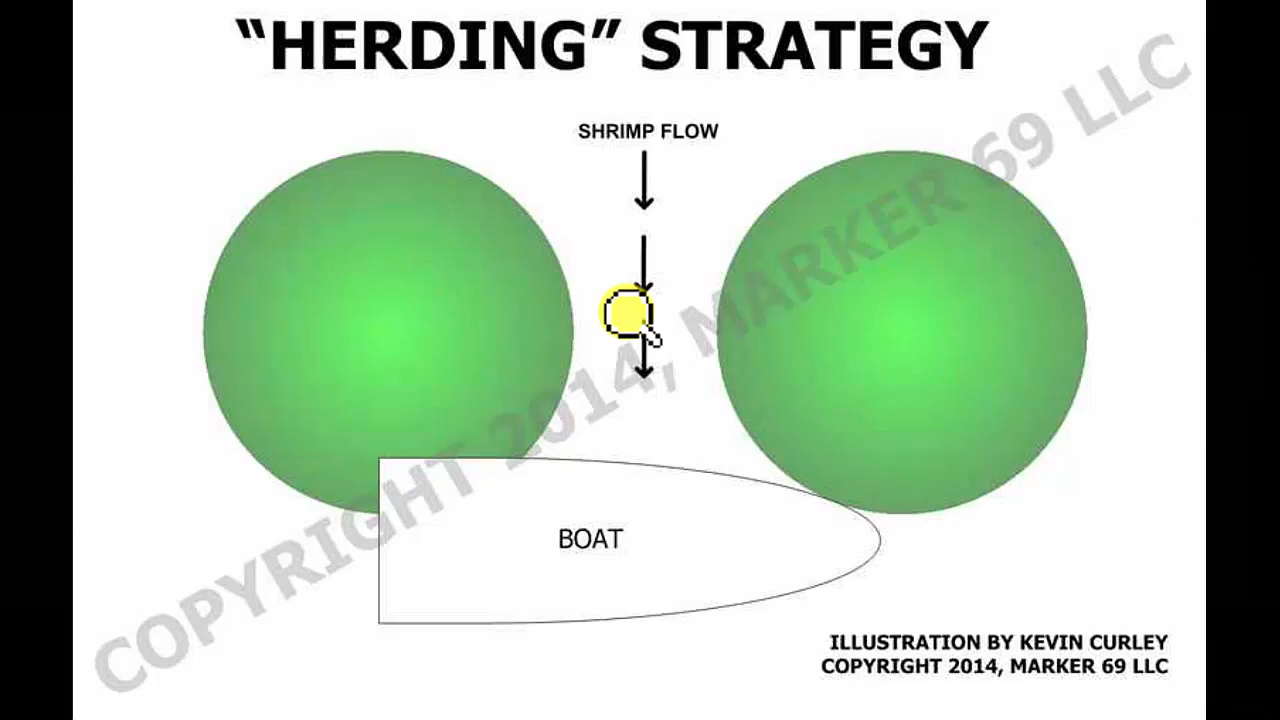 “HERDING” STRATEGY
SHRIMP FLOW
COPYRIGHT 2014, MARKER 69 LLC
BOAT
ILLUSTRATION BY KEVIN CURLEY
COPYRIGHT 2014, MARKER 69 LLC